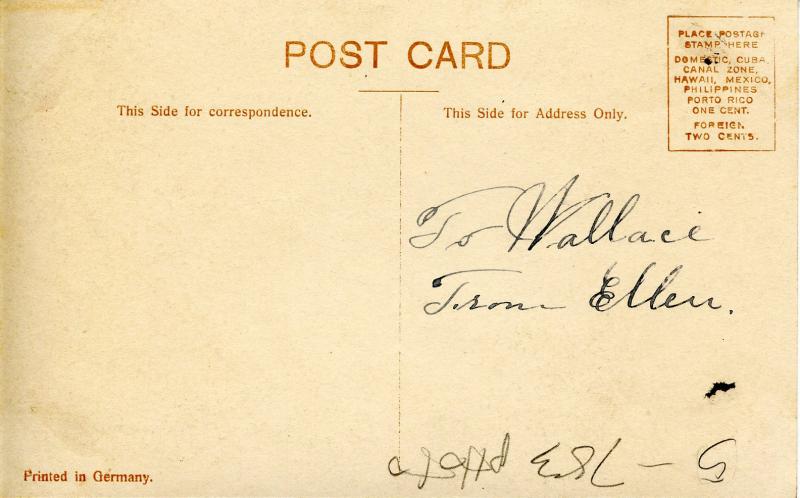 POST CARD
PLACE POSTAGE
STAMP HERE
DOMESTIC, CUBA,
CANAL ZONE,
HAWAII, MEXICO,
PHILIPPINES
PORTO RICO
ONE CENT.
FOREIGN
TWO CENTS.
This Side for correspondence.
This Side for Address Only.
To Wallace
From Ellen.
Printed in Germany.